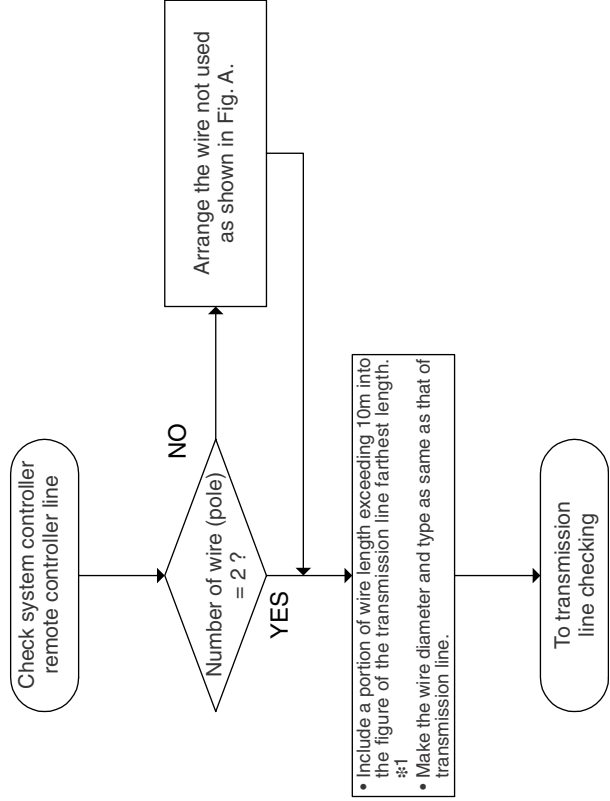 Check system controller
remote controller line
Number of wire (pole)
= 2 ?
NO
YES
Arrange the wire not used
as shown in Fig. A.
• Include a portion of wire length exceeding 10m into
the figure of the transmission line farthest length.
✻1
• Make the wire diameter and type as same as that of
transmission line.
To transmission
line checking